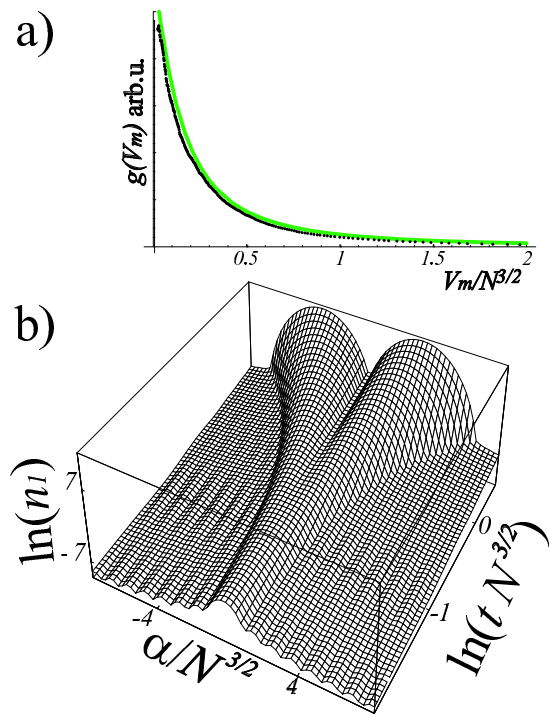 a)
g(Vm) arb.u.
0.5 1 1.5 2
Vm/N3/2
b)
ln(n1)
7
-7
-4
4
α/N3/2
0
-1
ln(t N3/2)